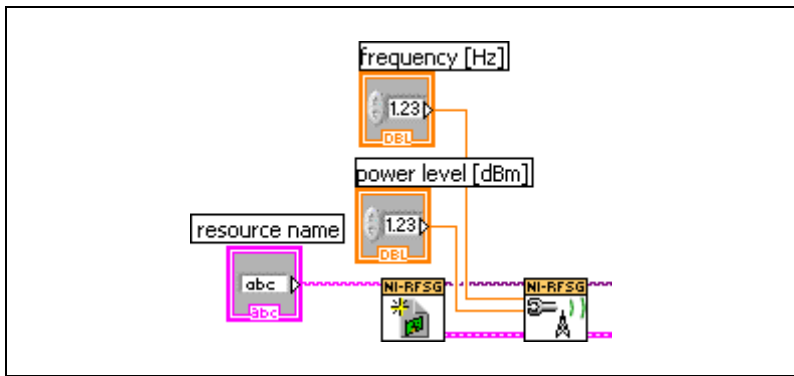 frequency [Hz]
1.23
DBL
power level [dBm]
1.23
DBL
resource name
abc
abc
NI-RFSG
NI-RFSG